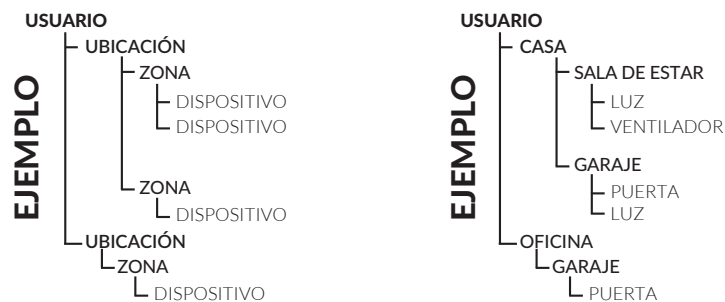 USUARIO
UBICACIÓN
ZONA
DISPOSITIVO
DISPOSITIVO
ZONA
DISPOSITIVO
UBICACIÓN
ZONA
DISPOSITIVO
EJEMPLO
USUARIO
CASA
SALA DE ESTAR
LUZ
VENTILADOR
GARAJE
PUERTA
LUZ
OFICINA
GARAJE
PUERTA
EJEMPLO